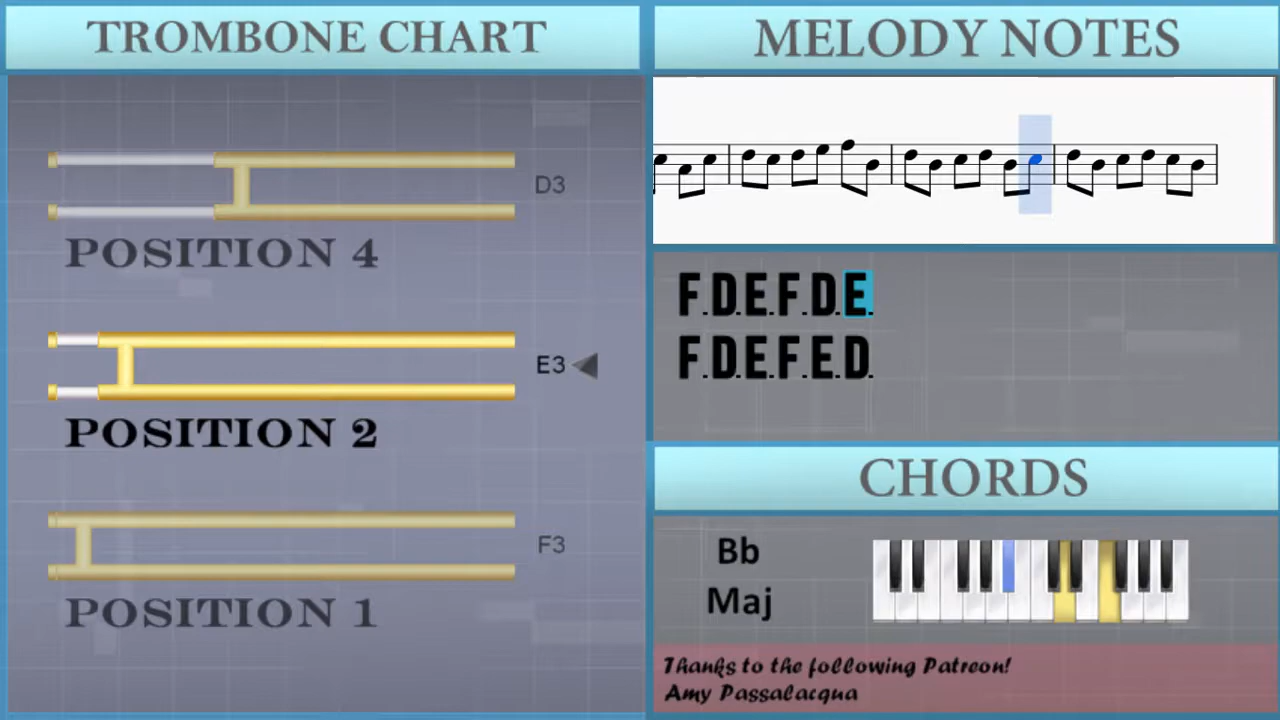 TROMBONE CHART
D3
POSITION 4
E3
POSITION 2
F3
POSITION 1
MELODY NOTES
F.D.E.F.D.E.
F.D.E.F.E.D.
CHORDS
Bb
Maj
Thanks to the following Patreon!
Amy Passalacqua